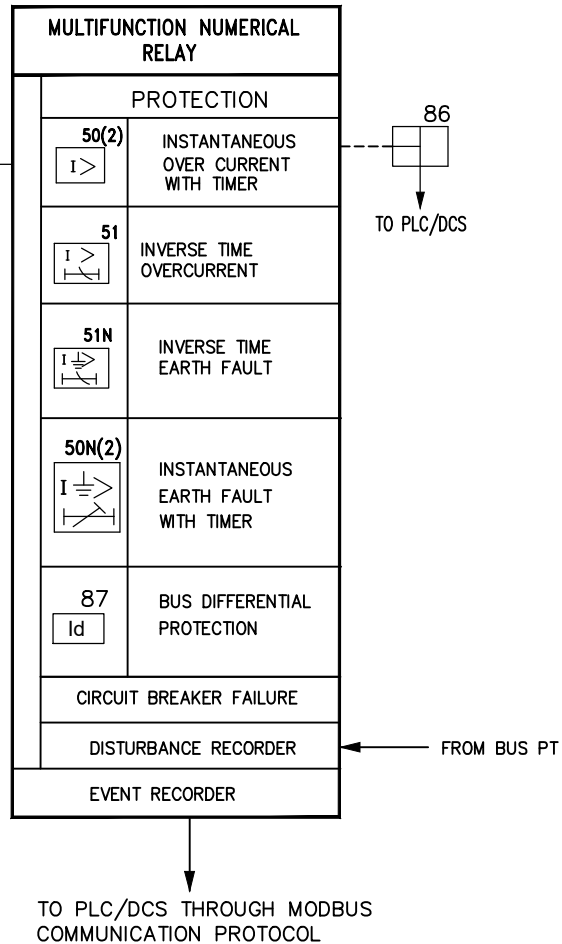 MULTIFUNCTION NUMERICAL
RELAY
PROTECTION
50(2)
I>
INSTANTANEOUS
OVER CURRENT
WITH TIMER
86
TO PLC/DCS
51
I >
INVERSE TIME
OVERCURRENT
51N
I >
INVERSE TIME
EARTH FAULT
50N(2)
I >
INSTANTANEOUS
EARTH FAULT
WITH TIMER
87
Id
BUS DIFFERENTIAL
PROTECTION
CIRCUIT BREAKER FAILURE
DISTURBANCE RECORDER
FROM BUS PT
EVENT RECORDER
TO PLC/DCS THROUGH MODBUS
COMMUNICATION PROTOCOL